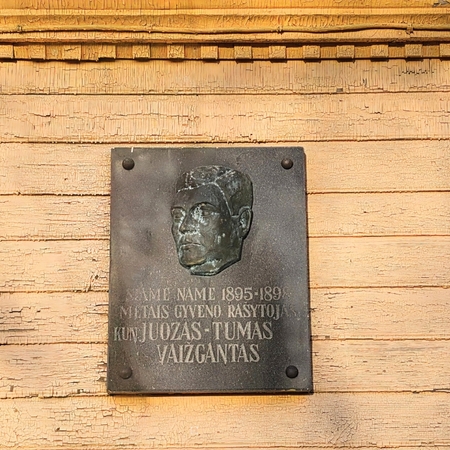 ŠIAME NAME 1895-1898
METAIS GYVENO RAŠYTOJAS
KUN. JUOZAS-TUMAS
VAIŽGANTAS